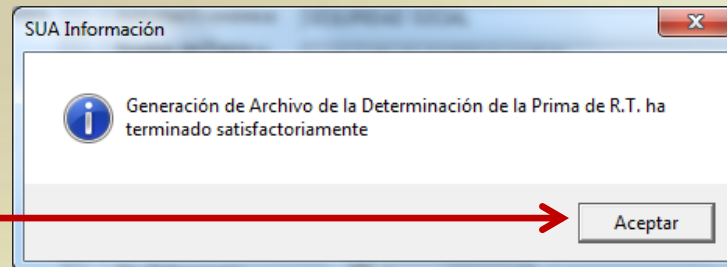 SUA Información
Generación de Archivo de la Determinación de la Prima de R.T. ha
terminado satisfactoriamente
Aceptar